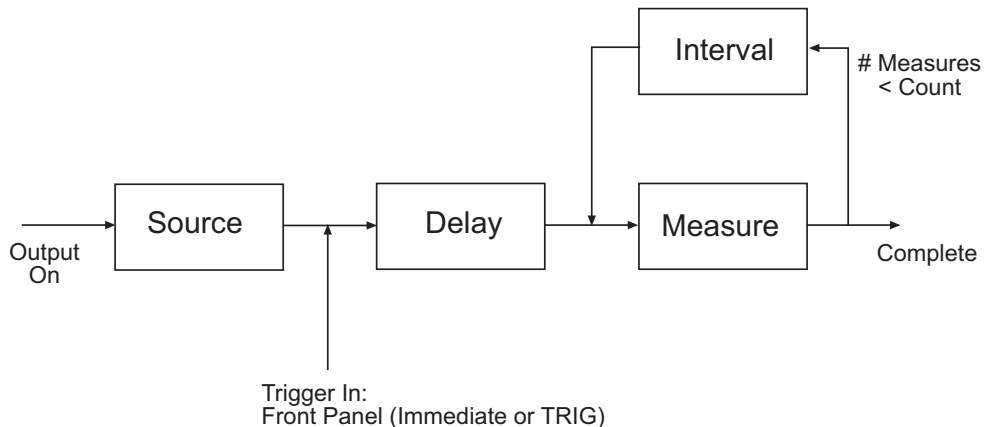 Interval
# Measures
< Count
Source
Delay
Measure
Output
On
Complete
Trigger In:
Front Panel (Immediate or TRIG)